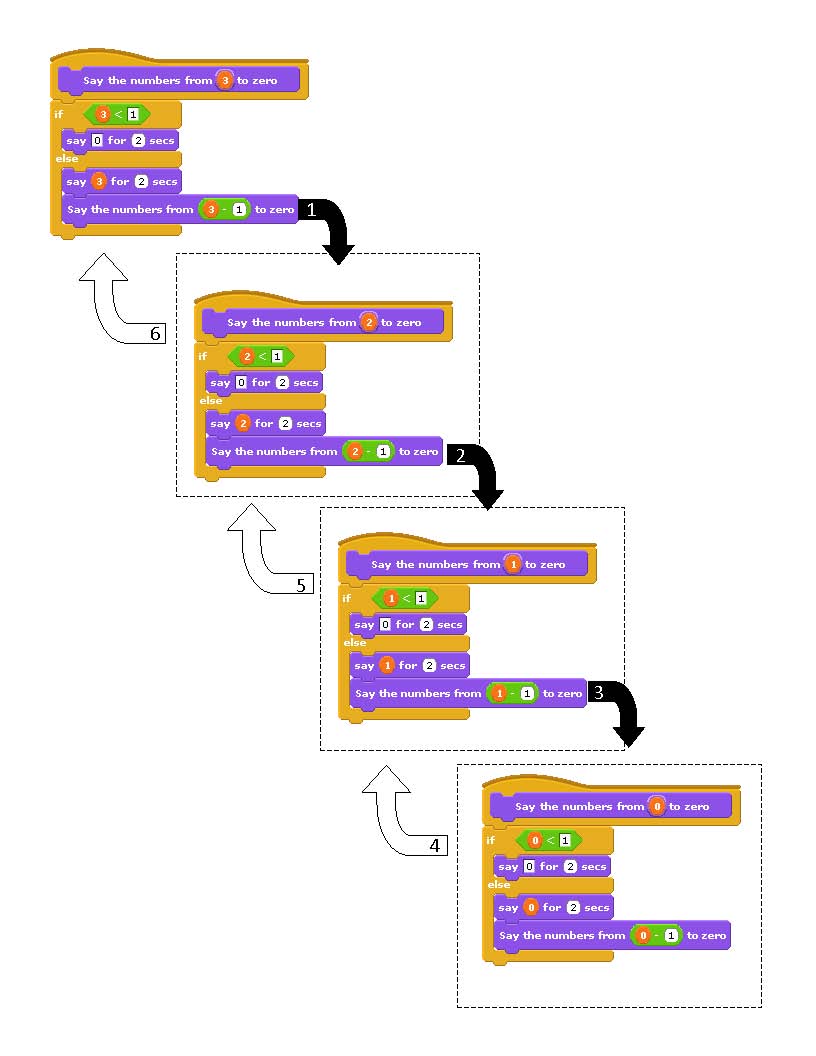 Say the numbers from 3 to zero
if 3 < 1
say 0 for 2 secs
else
say 3 for 2 secs
Say the numbers from 3 - 1 to zero 1
6
Say the numbers from 2 to zero
if 2 < 1
say 0 for 2 secs
else
say 2 for 2 secs
Say the numbers from 2 - 1 to zero 2
5
Say the numbers from 1 to zero
if 1 < 1
say 0 for 2 secs
else
say 1 for 2 secs
Say the numbers from 1 - 1 to zero 3
4
Say the numbers from 0 to zero
if 0 < 1
say 0 for 2 secs
else
say 0 for 2 secs
Say the numbers from 0 - 1 to zero